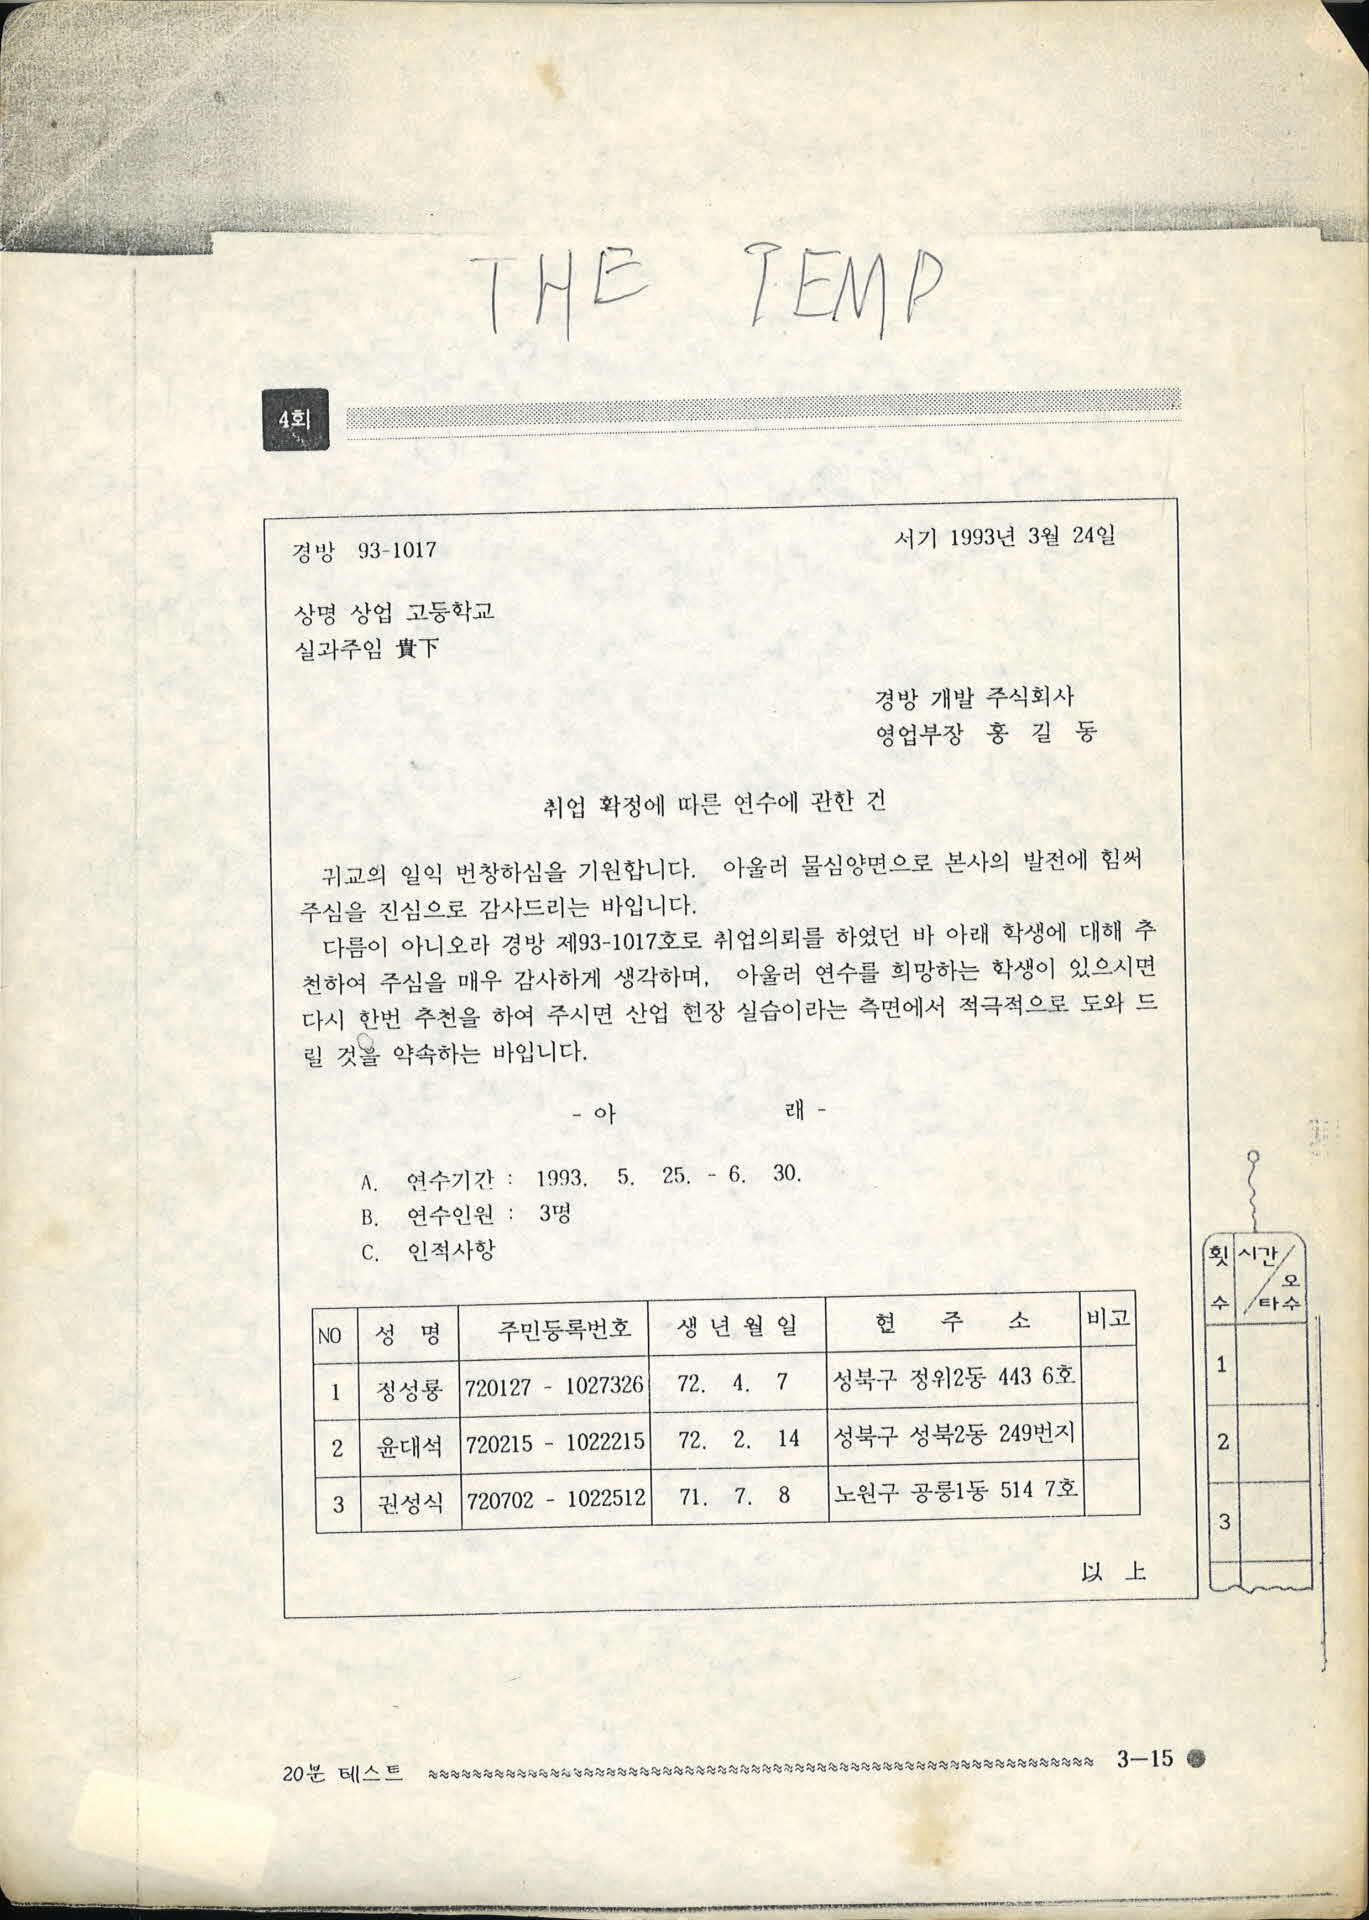 THE TEMP
4회
경방 93-1017
서기 1993년 3월 24일
상명 상업 고등학교
실과주임 貴下
경방 개발 주식회사
영업부장 홍 길 동
취업 확정에 따른 연수에 관한 건
귀교의 일익 번창하심을 기원합니다. 아울러 물심양면으로 본사의 발전에 힘써
주심을 진심으로 감사드리는 바입니다.
다름이 아니오라 경방 제93-1017호로 취업의뢰를 하였던 바 아래 학생에 대해 추
천하여 주심을 매우 감사하게 생각하며, 아울러 연수를 희망하는 학생이 있으시면
다시 한번 추천을 하여 주시면 산업 현장 실습이라는 측면에서 적극적으로 도와 드
릴 것을 약속하는 바입니다.
- 아 래 -
A. 연수기간 : 1993. 5. 25. - 6. 30.
B. 연수인원 : 3명
C. 인적사항
NO 성 명 주민등록번호 생 년 월 일 현 주 소 비고
1 정성룡 720127 - 1027326 72. 4. 7 성북구 정위2동 443 6호
2 윤대석 720215 - 1022215 72. 2. 14 성북구 성북2동 249번지
3 권성식 720702 - 1022512 71. 7. 8 노원구 공릉1동 514 7호
以 上
횟수 시간/오타수
1
2
3
20분 테스트 3-15